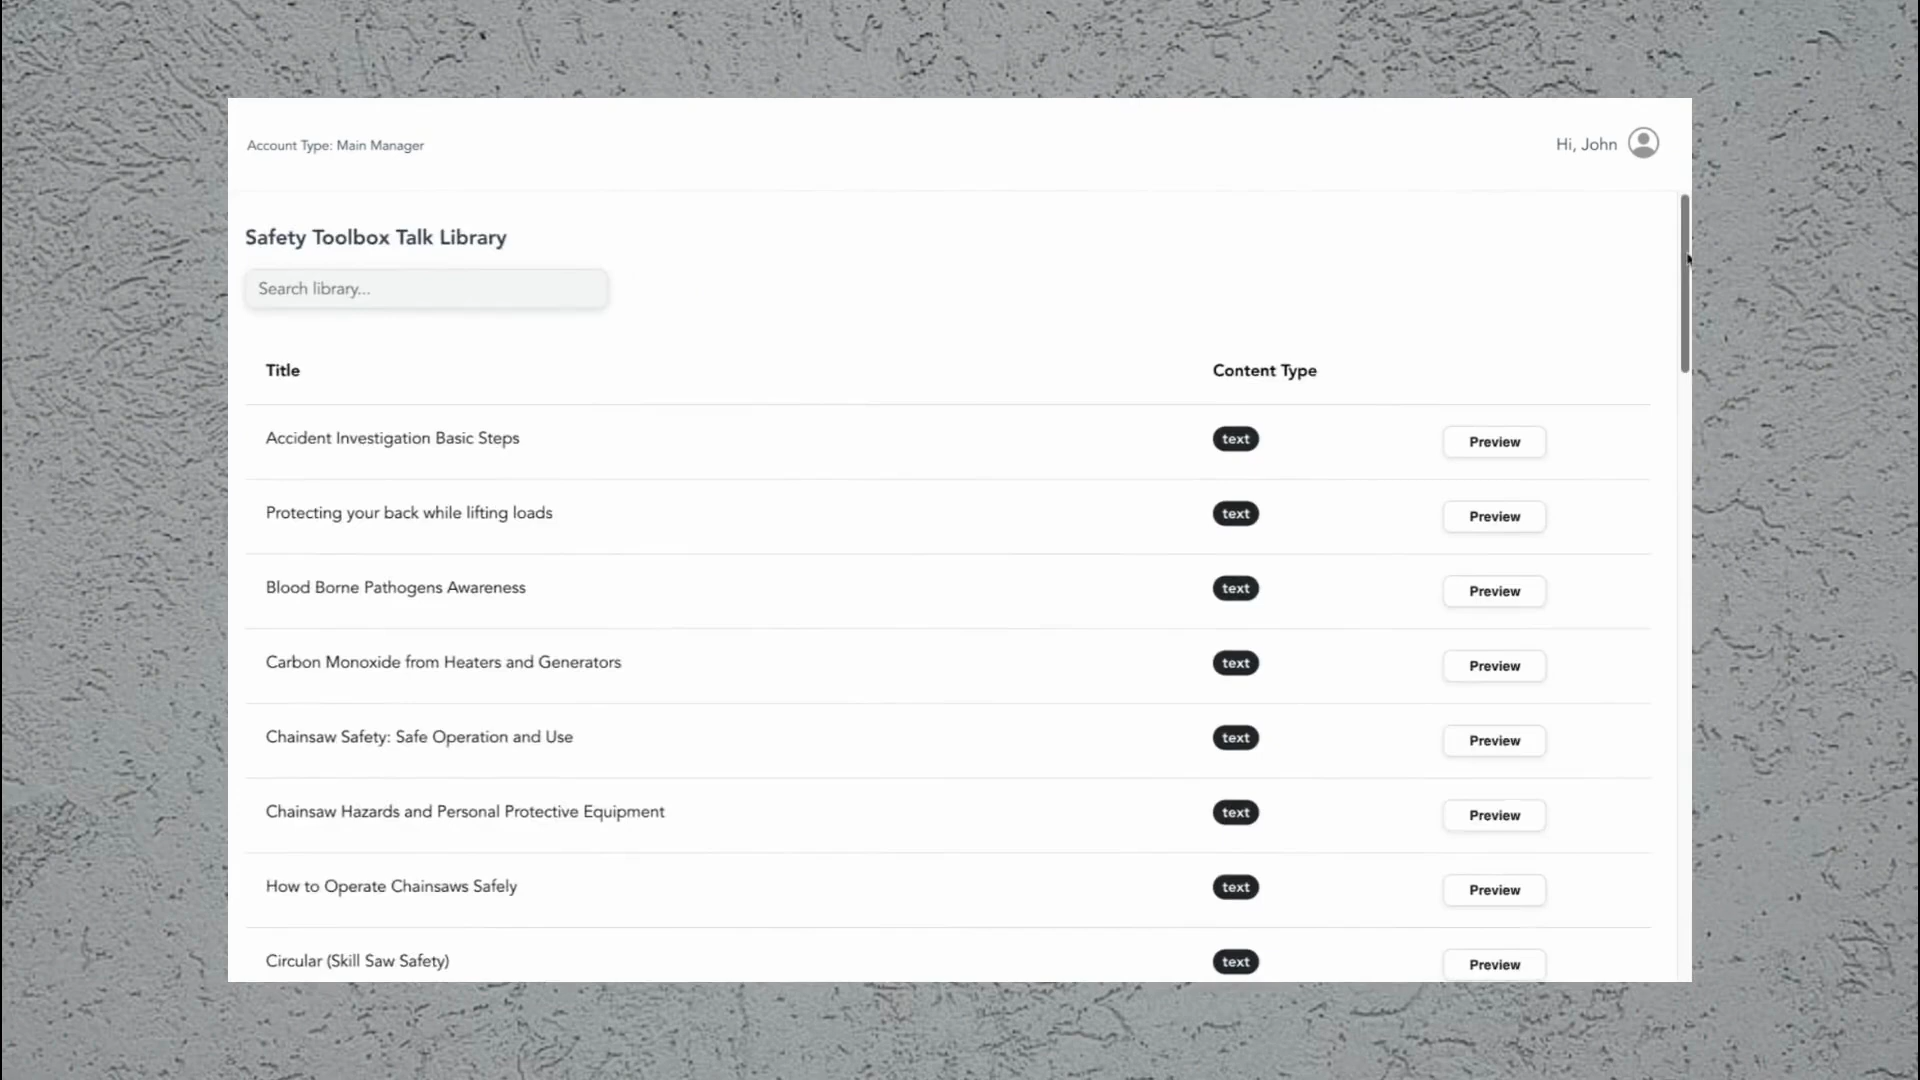 Account Type: Main Manager
Hi, John
Safety Toolbox Talk Library
Search library...
Title Content Type
Accident Investigation Basic Steps text Preview
Protecting your back while lifting loads text Preview
Blood Borne Pathogens Awareness text Preview
Carbon Monoxide from Heaters and Generators text Preview
Chainsaw Safety: Safe Operation and Use text Preview
Chainsaw Hazards and Personal Protective Equipment text Preview
How to Operate Chainsaws Safely text Preview
Circular (Skill Saw Safety) text Preview